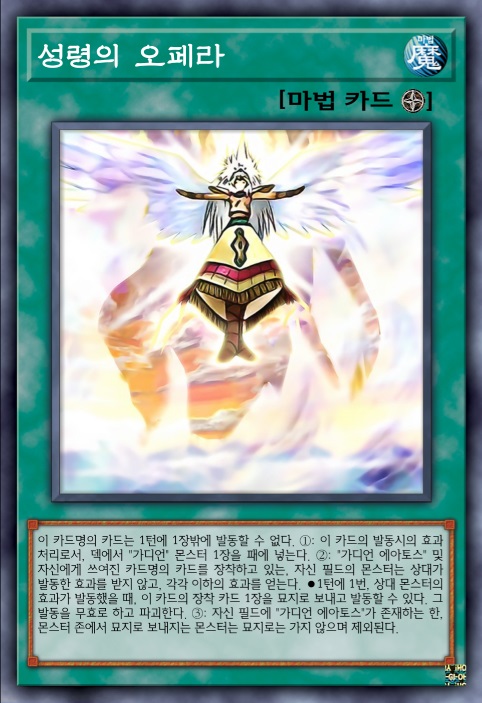 성령의 오페라
마법
魔
[마법 카드]
이 카드명의 카드는 1턴에 1장밖에 발동할 수 없다. ①: 이 카드의 발동시의 효과
처리로서, 덱에서 "가디언" 몬스터 1장을 패에 넣는다. ②: "가디언 에아토스" 및
자신에게 쓰여진 카드명의 카드를 장착하고 있는, 자신 필드의 몬스터는 상대가
발동한 효과를 받지 않고, 각각 이하의 효과를 얻는다. ●1턴에 1번, 상대 몬스터의
효과가 발동했을 때, 이 카드의 장착 카드 1장을 묘지로 보내고 발동할 수 있다. 그
발동을 무효로 하고 파괴한다. ③: 자신 필드에 "가디언 에아토스"가 존재하는 한,
몬스터 존에서 묘지로 보내지는 몬스터는 묘지로는 가지 않으며 제외된다.